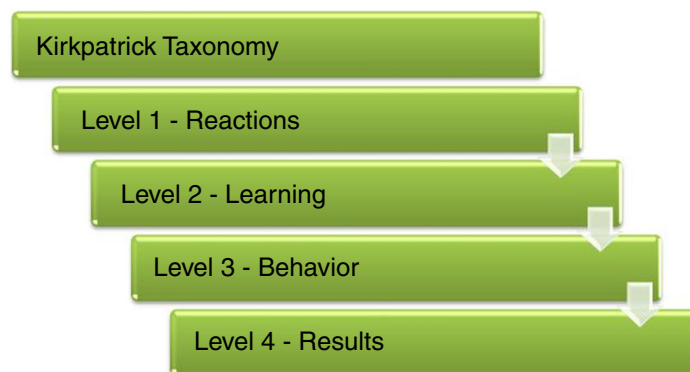 Kirkpatrick Taxonomy
Level 1 - Reactions
Level 2 - Learning
Level 3 - Behavior
Level 4 - Results